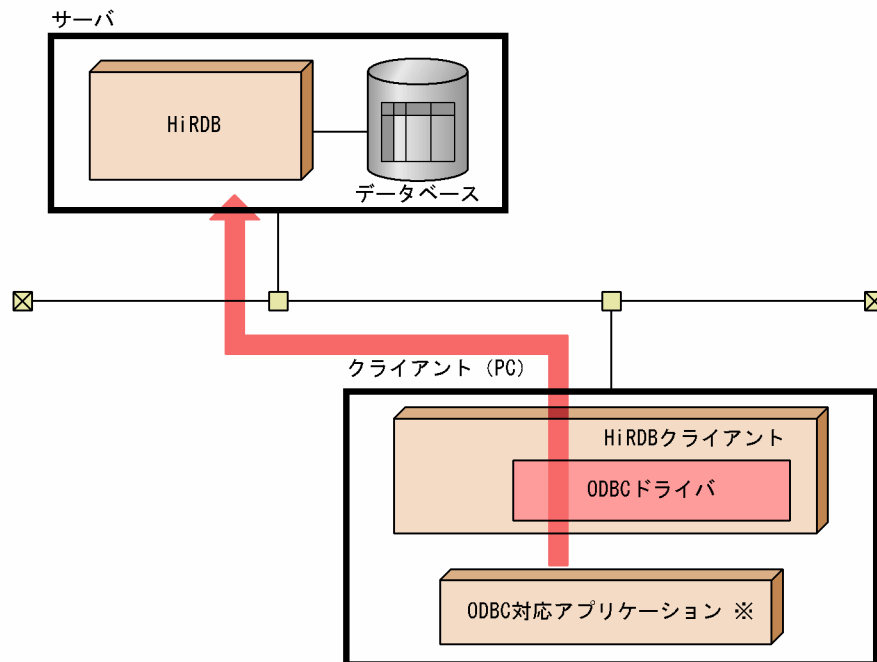 サーバ
HiRDB
データベース
クライアント（PC）
HiRDBクライアント
ODBCドライバ
ODBC対応アプリケーション ※